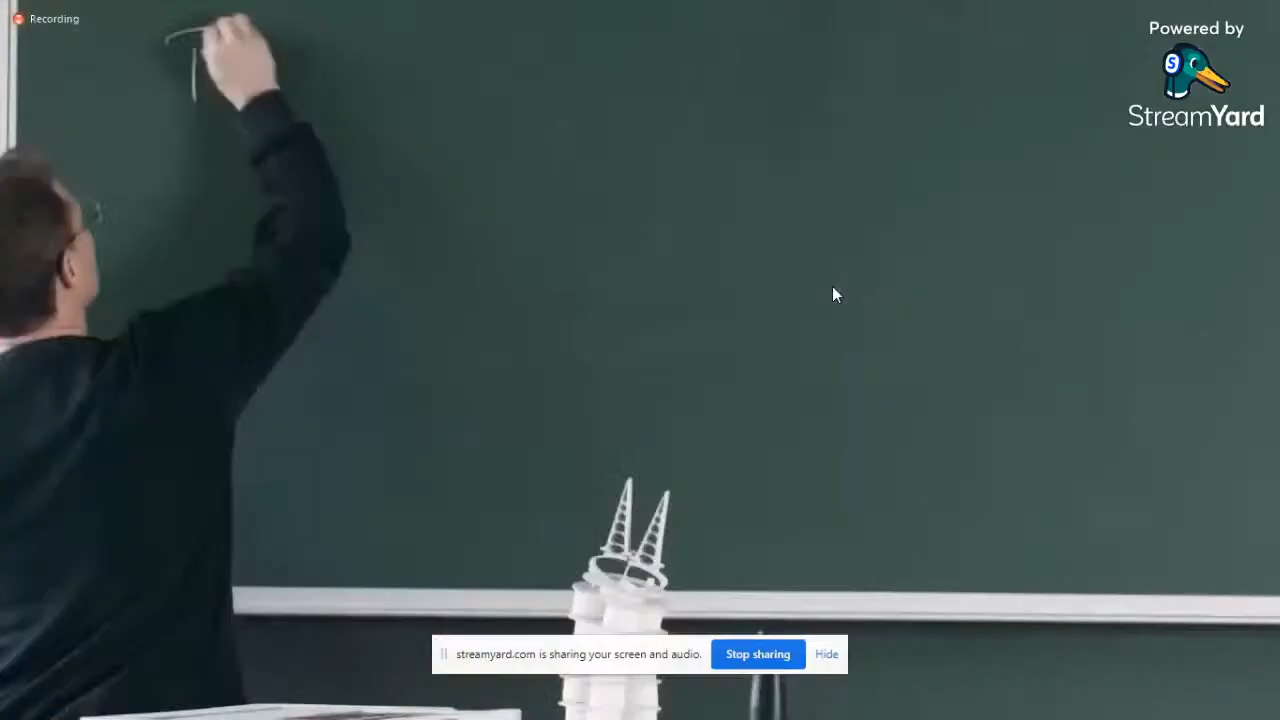 Recording
Powered by
S
StreamYard
streamyard.com is sharing your screen and audio.
Stop sharing
Hide